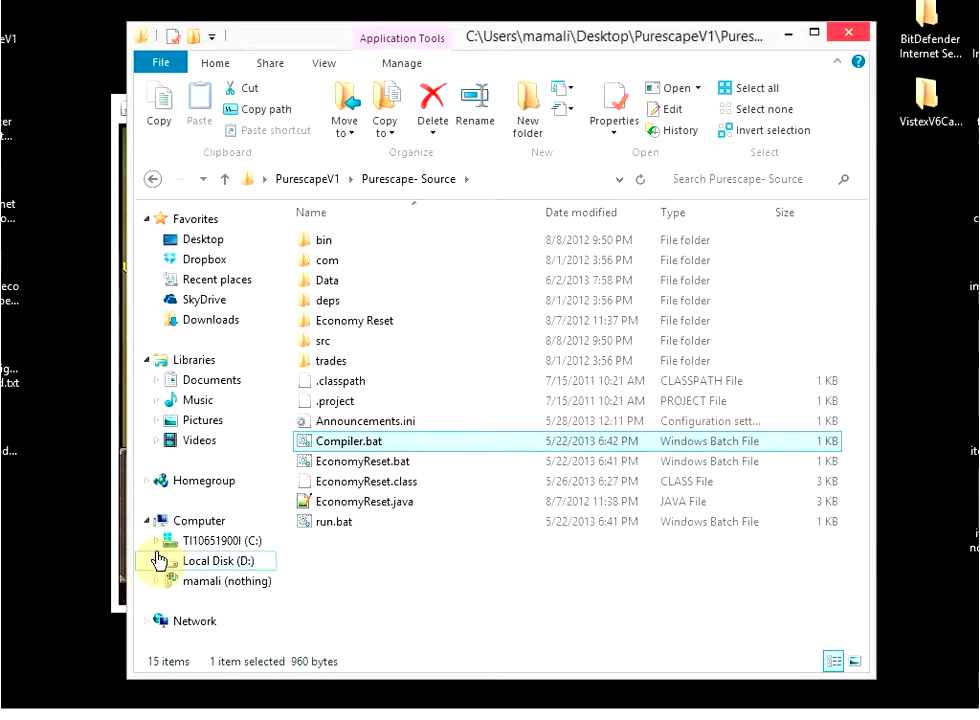 Application Tools
C:\Users\mamali\Desktop\PurescapeV1\Pures...
File Home Share View Manage
Copy
Paste
Cut
Copy path
Paste shortcut
Clipboard
Move to
Copy to
Delete
Rename
Organize
New folder
New
Properties
Open
Edit
History
Open
Select all
Select none
Invert selection
Select
PurescapeV1 Purescape- Source
Search Purescape- Source
Favorites
Desktop
Dropbox
Recent places
SkyDrive
Downloads
Libraries
Documents
Music
Pictures
Videos
Homegroup
Computer
TI10651900I (C:)
Local Disk (D:)
mamali (nothing)
Network
Name Date modified Type Size
bin 8/8/2012 9:50 PM File folder
com 8/1/2012 3:56 PM File folder
Data 6/2/2013 7:58 PM File folder
deps 8/1/2012 3:56 PM File folder
Economy Reset 8/7/2012 11:37 PM File folder
src 8/8/2012 9:50 PM File folder
trades 8/1/2012 3:56 PM File folder
.classpath 7/15/2011 10:21 AM CLASSPATH File 1 KB
.project 7/15/2011 10:21 AM PROJECT File 1 KB
Announcements.ini 5/28/2013 12:11 PM Configuration sett... 1 KB
Compiler.bat 5/22/2013 6:42 PM Windows Batch File 1 KB
EconomyReset.bat 5/22/2013 6:41 PM Windows Batch File 1 KB
EconomyReset.class 5/26/2013 6:27 PM CLASS File 3 KB
EconomyReset.java 8/7/2012 11:38 PM JAVA File 3 KB
run.bat 5/22/2013 6:41 PM Windows Batch File 1 KB
15 items 1 item selected 960 bytes
BitDefender
Internet Se...
VistexV6Ca...